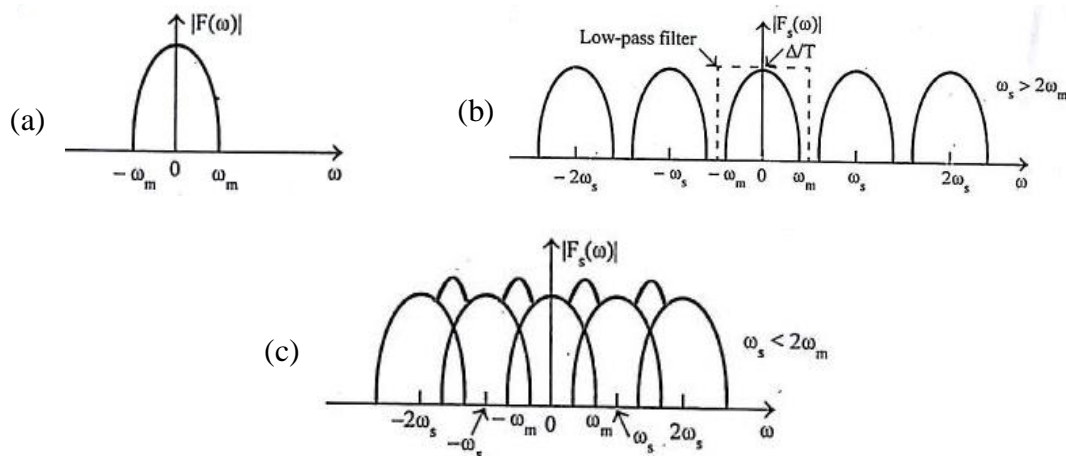 (a)
|F(ω)|
− ω_m 0 ω_m ω
(b)
|F_s(ω)|
Low-pass filter
Δ/T
ω_s > 2ω_m
− 2ω_s − ω_s − ω_m 0 ω_m ω_s 2ω_s ω
(c)
|F_s(ω)|
ω_s < 2ω_m
−2ω_s −ω_s − ω_m 0 ω_m ω_s 2ω_s ω